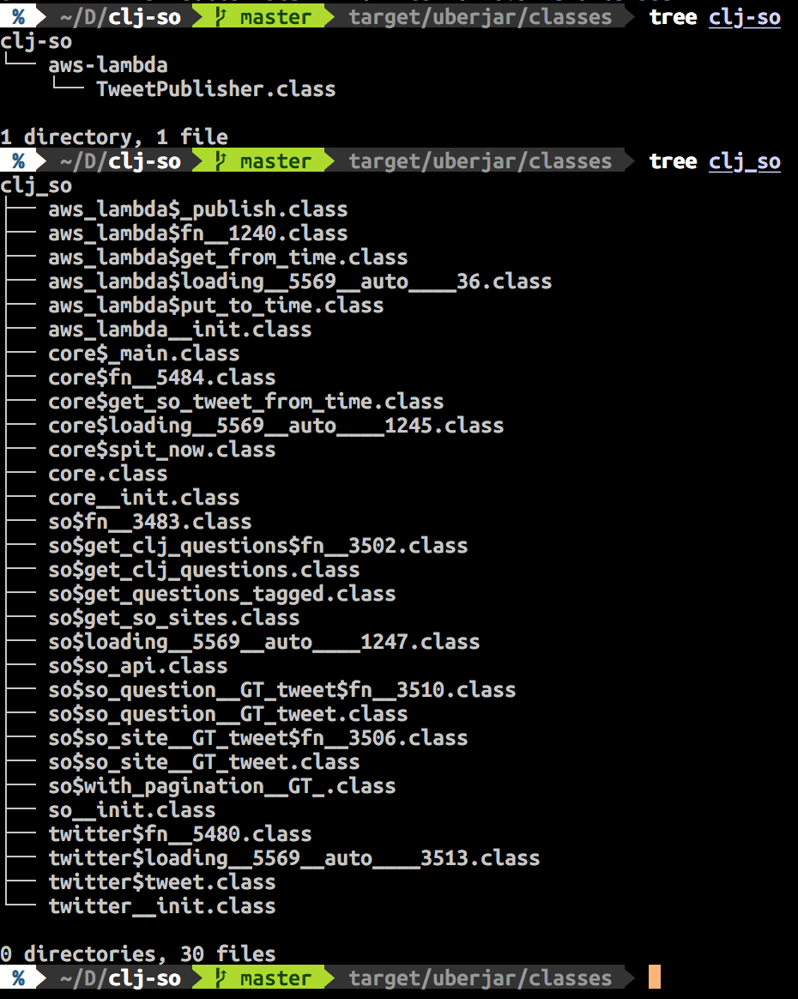 % ~/D/clj-so master target/uberjar/classes tree clj-so
clj-so
└── aws-lambda
    └── TweetPublisher.class
1 directory, 1 file
% ~/D/clj-so master target/uberjar/classes tree clj_so
clj_so
├── aws_lambda$_publish.class
├── aws_lambda$fn__1240.class
├── aws_lambda$get_from_time.class
├── aws_lambda$loading__5569__auto____36.class
├── aws_lambda$put_to_time.class
├── aws_lambda__init.class
├── core$_main.class
├── core$fn__5484.class
├── core$get_so_tweet_from_time.class
├── core$loading__5569__auto____1245.class
├── core$spit_now.class
├── core.class
├── core__init.class
├── so$fn__3483.class
├── so$get_clj_questions$fn__3502.class
├── so$get_clj_questions.class
├── so$get_questions_tagged.class
├── so$get_so_sites.class
├── so$loading__5569__auto____1247.class
├── so$so_api.class
├── so$so_question__GT_tweet$fn__3510.class
├── so$so_question__GT_tweet.class
├── so$so_site__GT_tweet$fn__3506.class
├── so$so_site__GT_tweet.class
├── so$with_pagination__GT_.class
├── so__init.class
├── twitter$fn__5480.class
├── twitter$loading__5569__auto____3513.class
├── twitter$tweet.class
└── twitter__init.class
0 directories, 30 files
% ~/D/clj-so master target/uberjar/classes